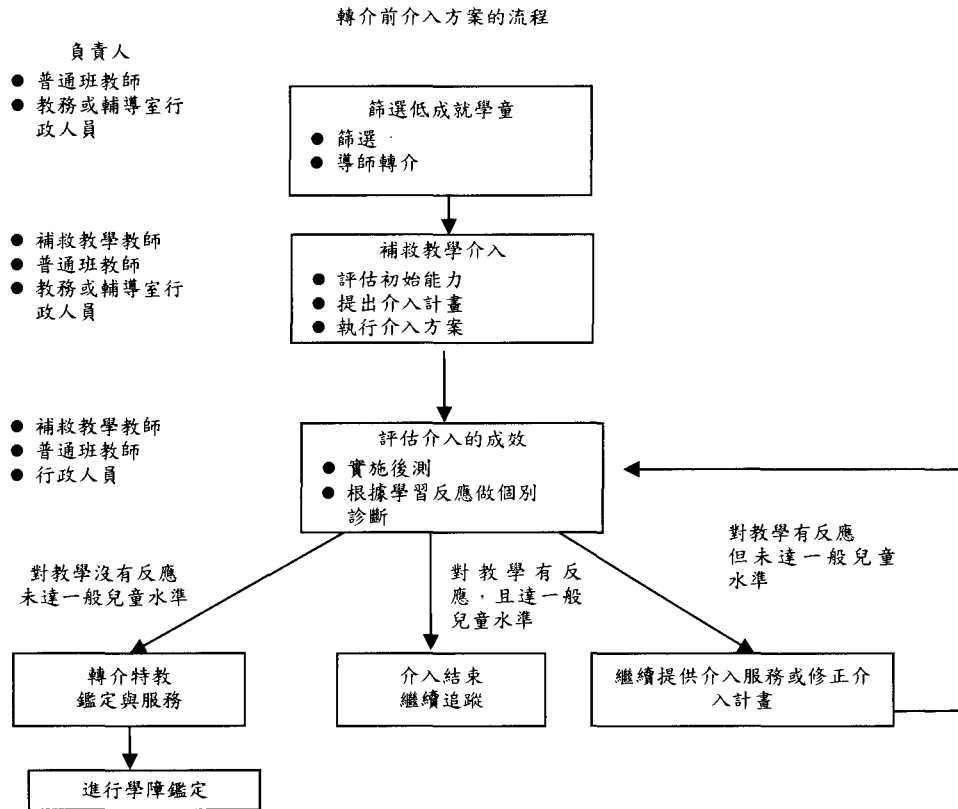 轉介前介入方案的流程
負責人
● 普通班教師
● 教務或輔導室行
政人員
篩選低成就學童
● 篩選
● 導師轉介
● 補救教學教師
● 普通班教師
● 教務或輔導室行
政人員
補救教學介入
● 評估初始能力
● 提出介入計畫
● 執行介入方案
● 補救教學教師
● 普通班教師
● 行政人員
評估介入的成效
● 實施後測
● 根據學習反應做個別
診斷
對教學沒有反應
未達一般兒童水準
對教學有反
應，且達一般
兒童水準
對教學有反應
但未達一般兒童
水準
轉介特教
鑑定與服務
介入結束
繼續追蹤
繼續提供介入服務或修正介
入計畫
進行學障鑑定